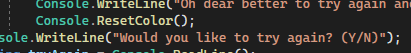 Console.WriteLine("Oh dear better to try again and
Console.ResetColor();
sole.WriteLine("Would you like to try again? (Y/N)");